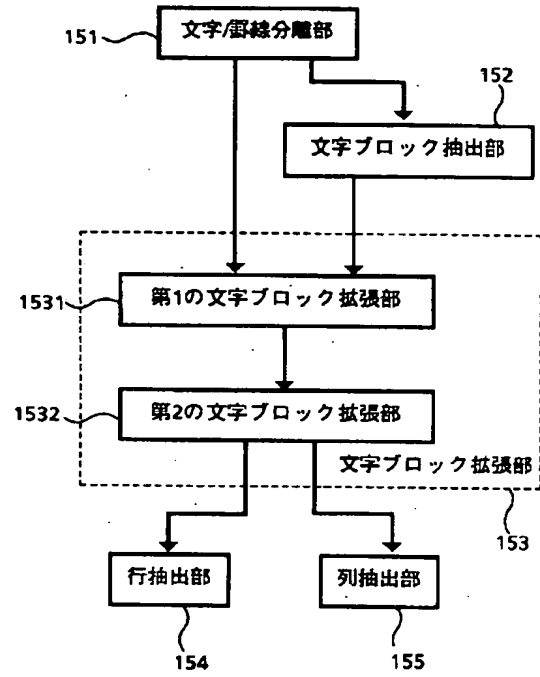 151
文字/罫線分離部
152
文字ブロック抽出部
1531
第1の文字ブロック拡張部
1532
第2の文字ブロック拡張部
文字ブロック拡張部
153
行抽出部
列抽出部
154
155